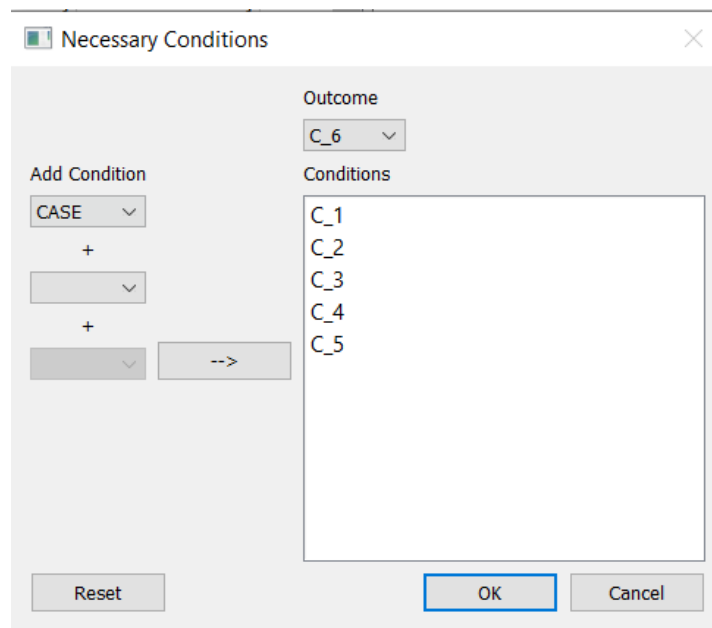 Necessary Conditions
Outcome
C_6
Add Condition
Conditions
CASE
+
+
-->
C_1
C_2
C_3
C_4
C_5
Reset
OK
Cancel